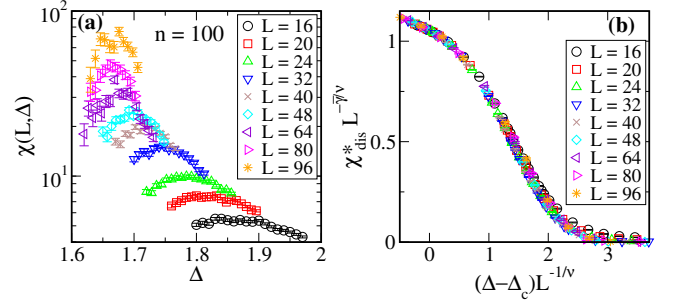 (a)
n = 100
L = 16
L = 20
L = 24
L = 32
L = 40
L = 48
L = 64
L = 80
L = 96
10²
10¹
χ(L,Δ)
1.6 1.7 1.8 1.9 2
Δ
(b)
L = 16
L = 20
L = 24
L = 32
L = 40
L = 48
L = 64
L = 80
L = 96
1
0.5
0
χ*dis L^−γ̅/ν
0 1 2 3
(Δ−Δc)L^−1/ν